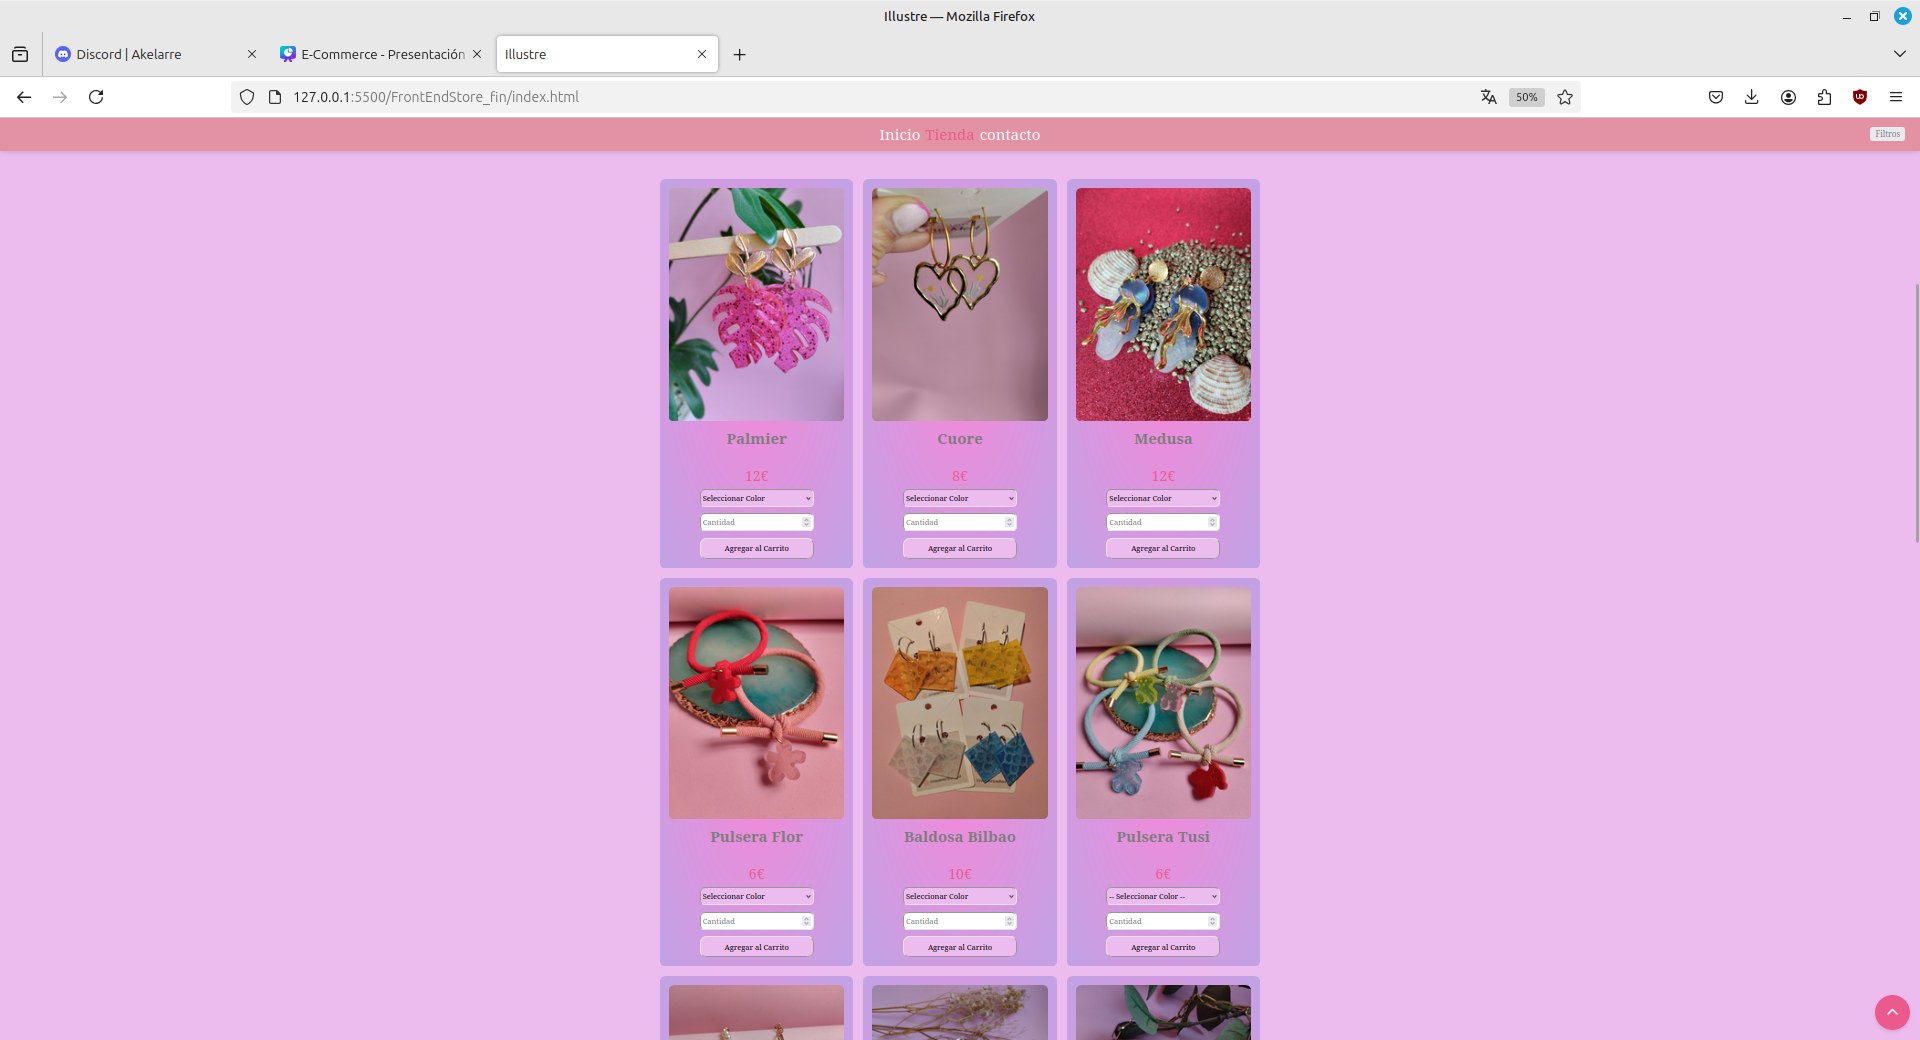 Illustre — Mozilla Firefox
Discord | Akelarre
E-Commerce - Presentación
Illustre
127.0.0.1:5500/FrontEndStore_fin/index.html
50%
Inicio Tienda contacto
Filtros
Palmier
Cuore
Medusa
12€
8€
12€
Seleccionar Color
Seleccionar Color
Seleccionar Color
Cantidad
Cantidad
Cantidad
Agregar al Carrito
Agregar al Carrito
Agregar al Carrito
Pulsera Flor
Baldosa Bilbao
Pulsera Tusi
6€
10€
6€
Seleccionar Color
Seleccionar Color
-- Seleccionar Color --
Cantidad
Cantidad
Cantidad
Agregar al Carrito
Agregar al Carrito
Agregar al Carrito